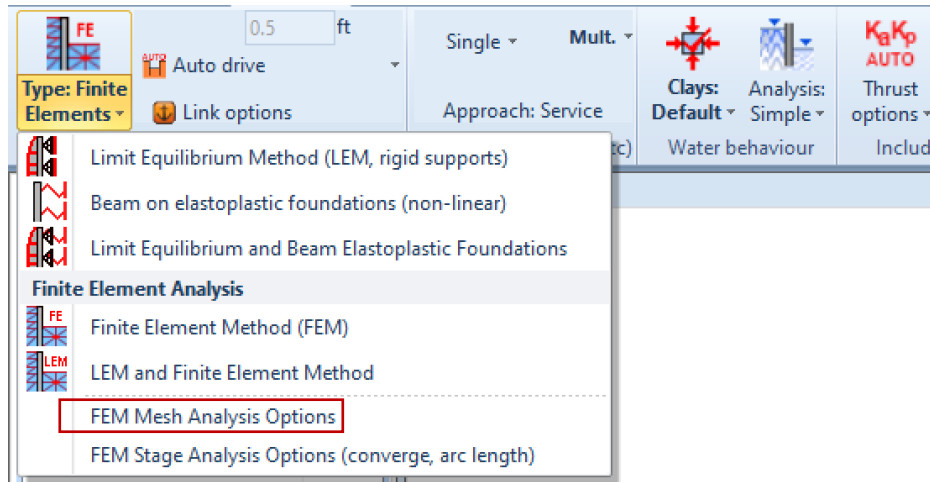 FE
0.5 ft
AUTO
Auto drive
Type: Finite
Elements
Link options
Single
Mult.
Approach: Service
Clays:
Default
Analysis:
Simple
Water behaviour
KaKp
AUTO
Thrust
options
Includ
tc)
Limit Equilibrium Method (LEM, rigid supports)
Beam on elastoplastic foundations (non-linear)
Limit Equilibrium and Beam Elastoplastic Foundations
Finite Element Analysis
FE
Finite Element Method (FEM)
LEM
LEM and Finite Element Method
FEM Mesh Analysis Options
FEM Stage Analysis Options (converge, arc length)